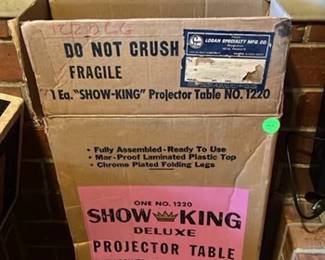 DO NOT CRUSH
FRAGILE
LOGAN SPECIALTY MFG. CO.
1 Ea. "SHOW-KING" Projector Table NO. 1220
• Fully Assembled-Ready To Use
• Mar-Proof Laminated Plastic Top
• Chrome Plated Folding Legs
ONE NO. 1220
SHOW KING
DELUXE
PROJECTOR TABLE